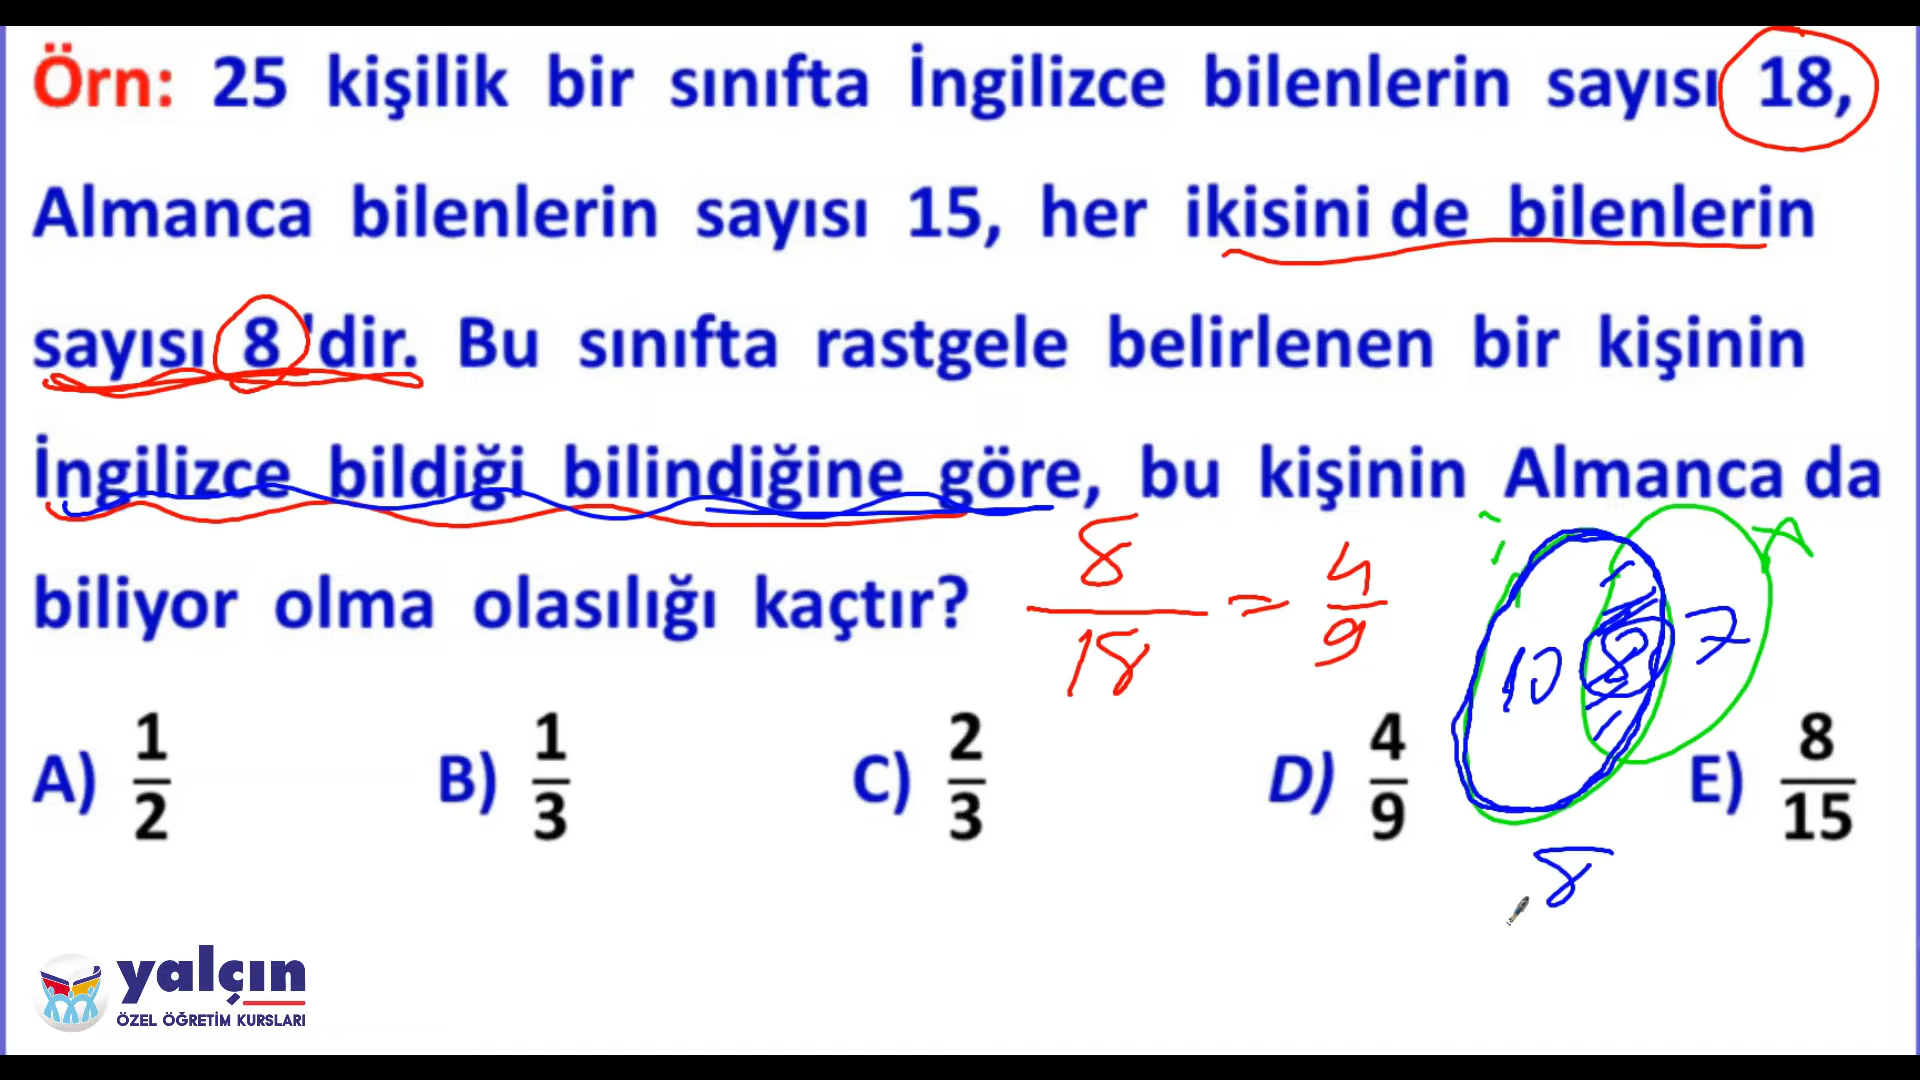 Örn: 25 kişilik bir sınıfta İngilizce bilenlerin sayısı 18,
Almanca bilenlerin sayısı 15, her ikisini de bilenlerin
sayısı 8 'dir. Bu sınıfta rastgele belirlenen bir kişinin
İngilizce bildiği bilindiğine göre, bu kişinin Almanca da
biliyor olma olasılığı kaçtır? 8/18 = 4/9
İ A
10 8 7
A) 1/2 B) 1/3 C) 2/3 D) 4/9 E) 8/15
8
yalçın
ÖZEL ÖĞRETİM KURSLARI